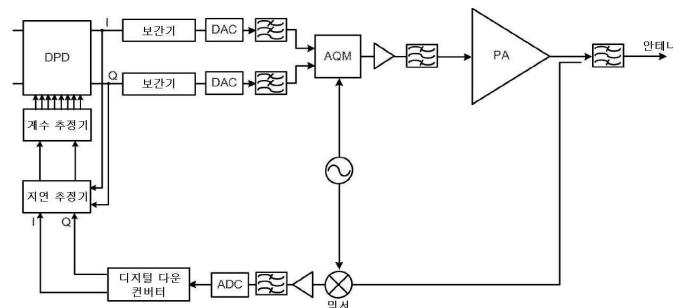 I
DPD
보간기
DAC
AQM
PA
안테나
Q
보간기
DAC
계수 추정기
지연 추정기
I
Q
디지털 다운
컨버터
ADC
믹서